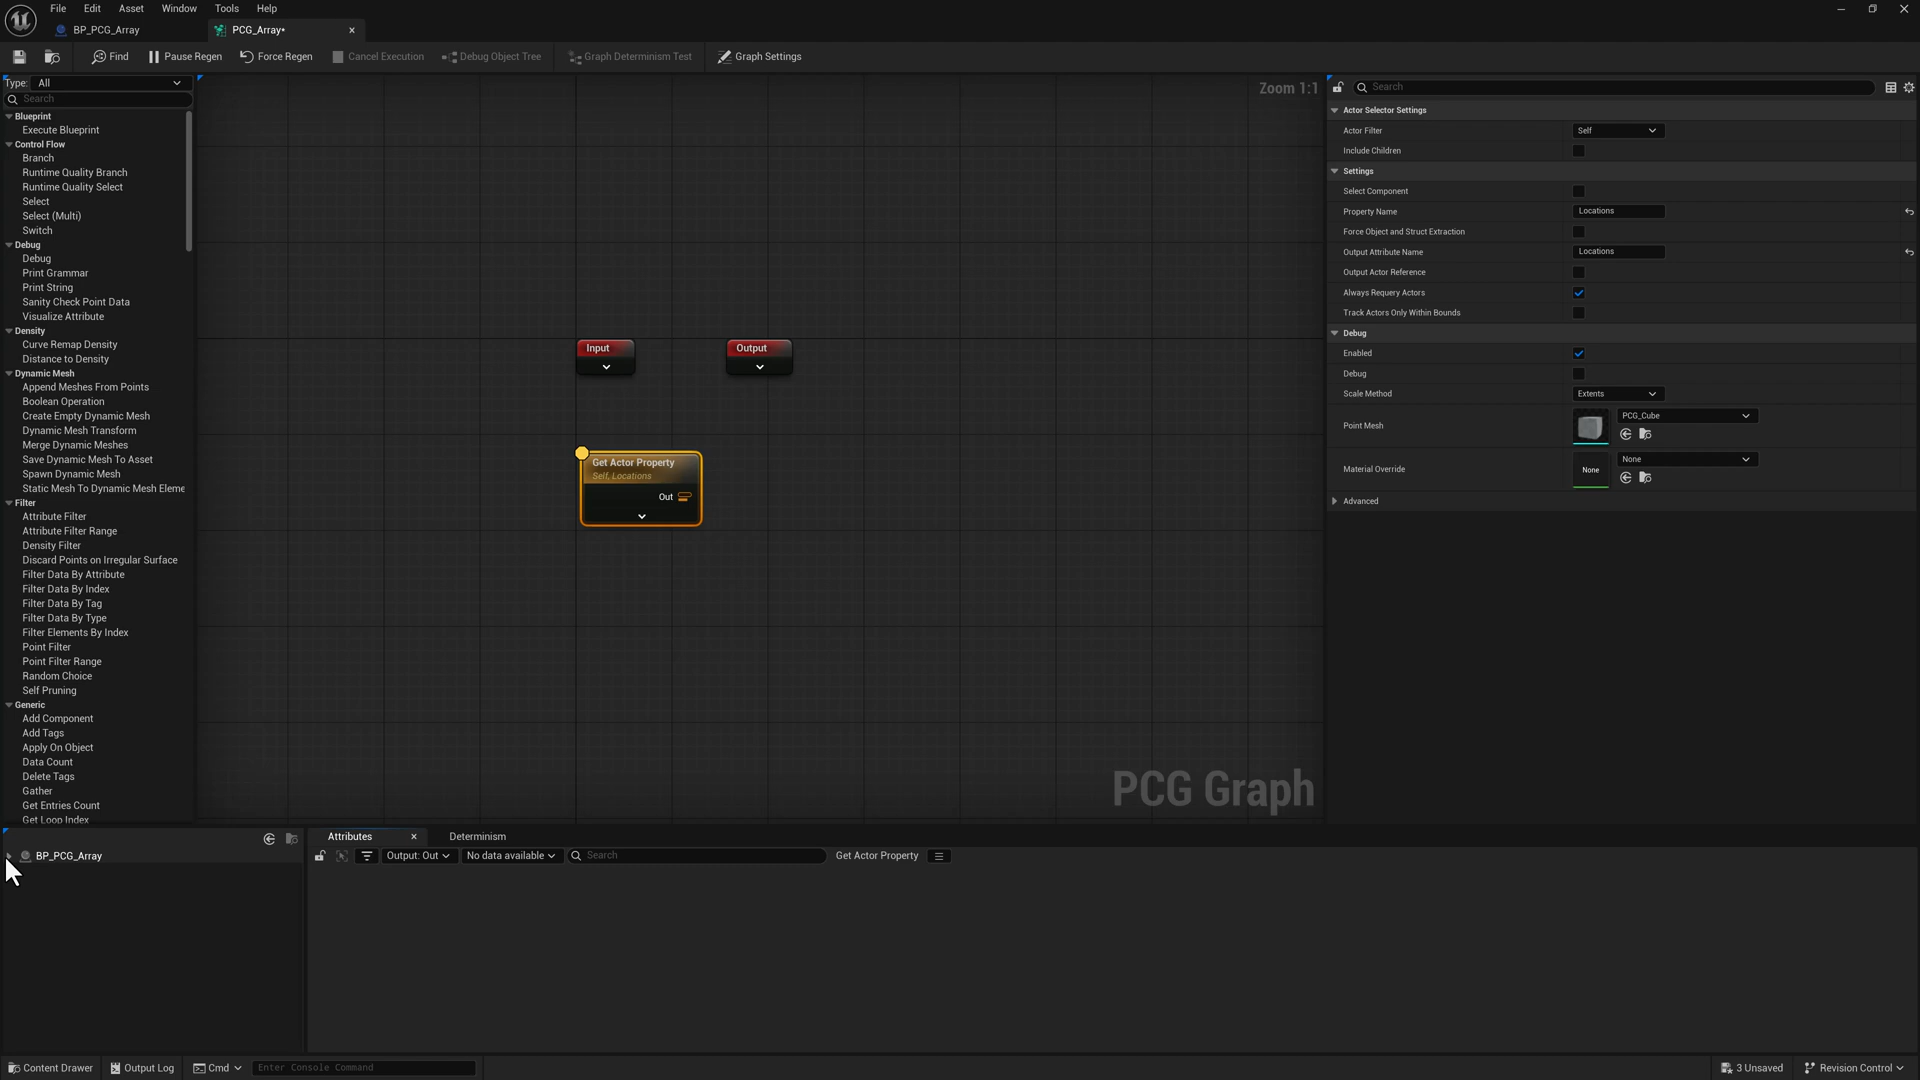 File Edit Asset Window Tools Help
BP_PCG_Array PCG_Array*
Find Pause Regen Force Regen Cancel Execution Debug Object Tree Graph Determinism Test Graph Settings
Type: All
Search
Blueprint
Execute Blueprint
Control Flow
Branch
Runtime Quality Branch
Runtime Quality Select
Select
Select (Multi)
Switch
Debug
Debug
Print Grammar
Print String
Sanity Check Point Data
Visualize Attribute
Density
Curve Remap Density
Distance to Density
Dynamic Mesh
Append Meshes From Points
Boolean Operation
Create Empty Dynamic Mesh
Dynamic Mesh Transform
Merge Dynamic Meshes
Save Dynamic Mesh To Asset
Spawn Dynamic Mesh
Static Mesh To Dynamic Mesh Eleme
Filter
Attribute Filter
Attribute Filter Range
Density Filter
Discard Points on Irregular Surface
Filter Data By Attribute
Filter Data By Index
Filter Data By Tag
Filter Data By Type
Filter Elements By Index
Point Filter
Point Filter Range
Random Choice
Self Pruning
Generic
Add Component
Add Tags
Apply On Object
Data Count
Delete Tags
Gather
Get Entries Count
Get Loop Index
Zoom 1:1
Input
Output
Get Actor Property
Self, Locations
Out
PCG Graph
Search
Actor Selector Settings
Actor Filter Self
Include Children
Settings
Select Component
Property Name Locations
Force Object and Struct Extraction
Output Attribute Name Locations
Output Actor Reference
Always Requery Actors
Track Actors Only Within Bounds
Debug
Enabled
Debug
Scale Method Extents
Point Mesh PCG_Cube
Material Override None None
Advanced
BP_PCG_Array
Attributes Determinism
Output: Out No data available Search Get Actor Property
Content Drawer Output Log Cmd Enter Console Command 3 Unsaved Revision Control